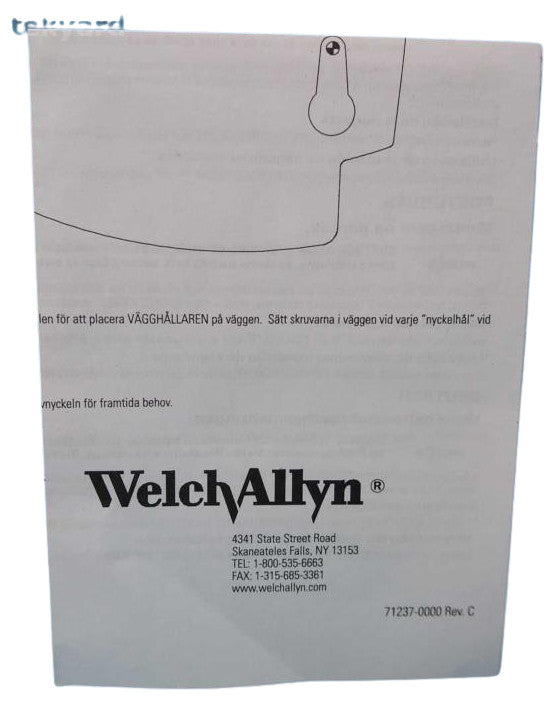 tekyard
len för att placera VÄGGHÅLLAREN på väggen. Sätt skruvarna i väggen vid varje "nyckelhål" vid
vnyckeln för framtida behov.
WelchAllyn®
4341 State Street Road
Skaneateles Falls, NY 13153
TEL: 1-800-535-6663
FAX: 1-315-685-3361
www.welchallyn.com
71237-0000 Rev. C